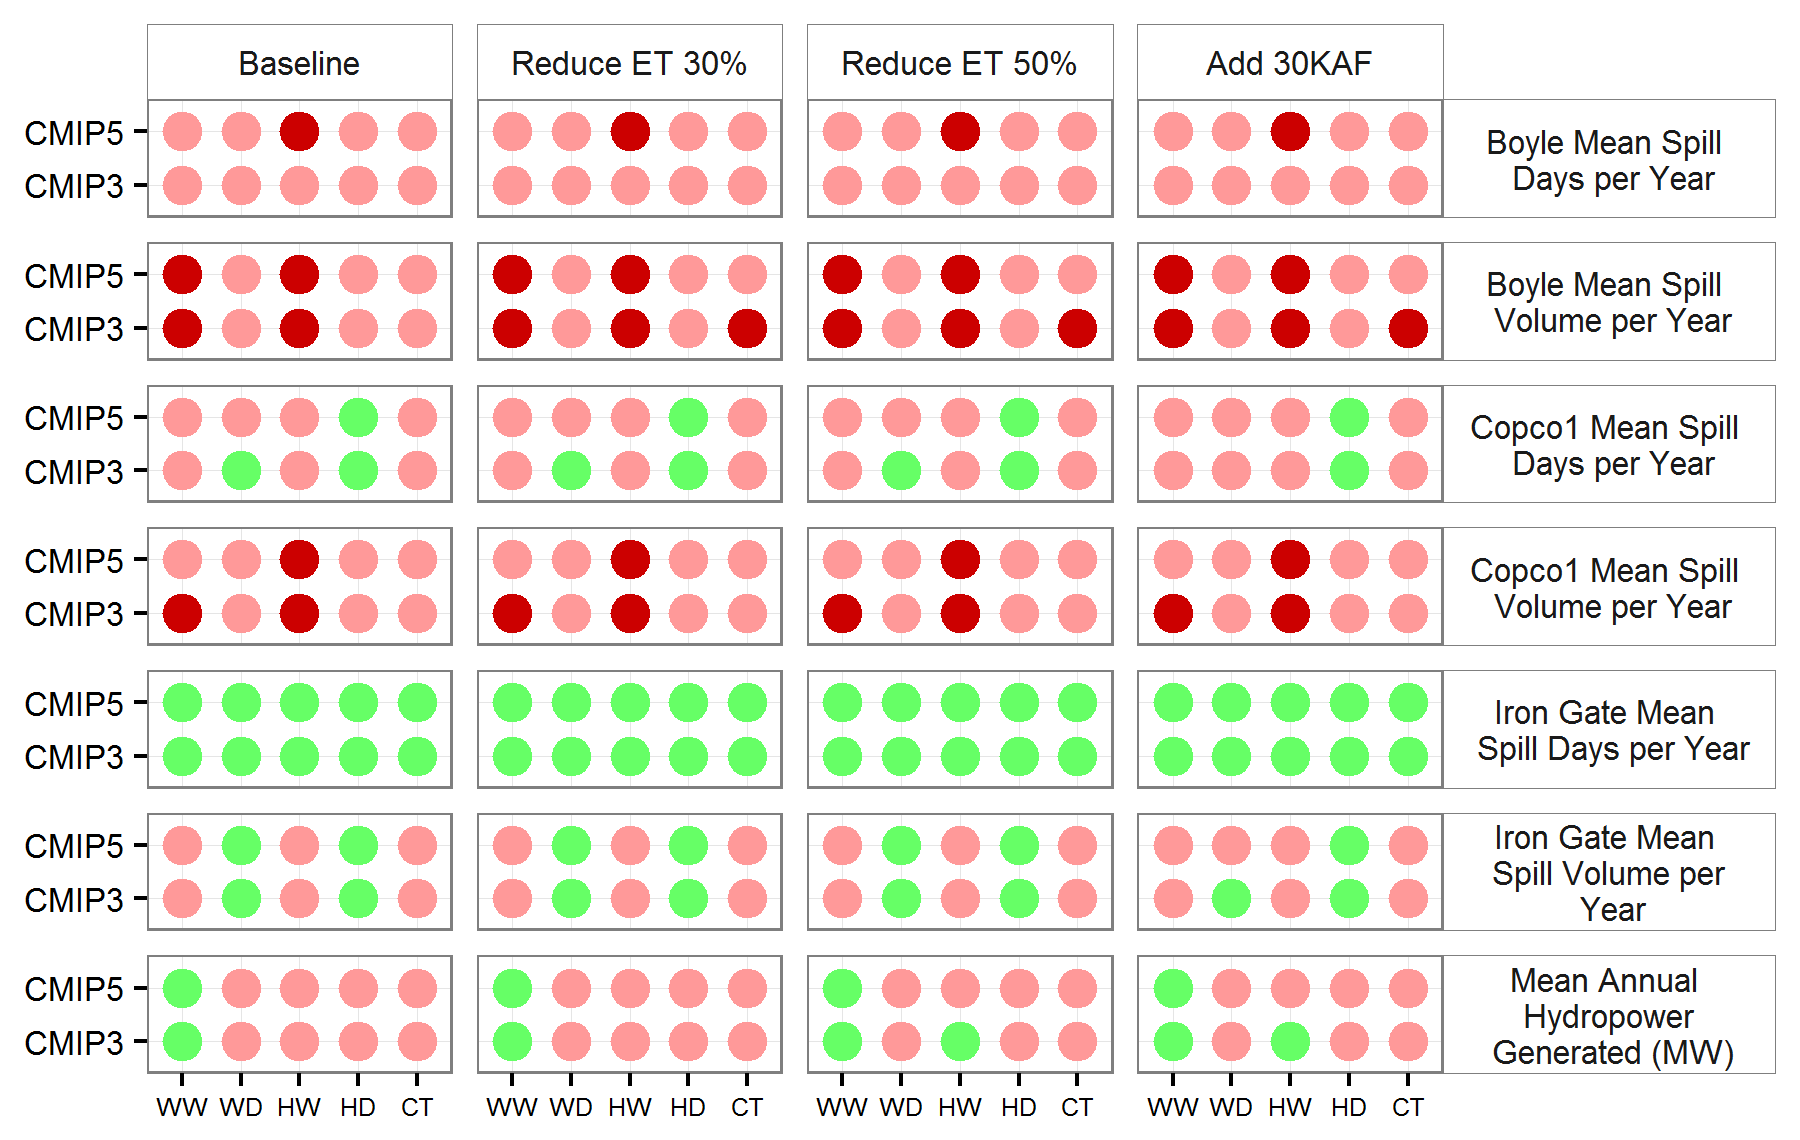 Baseline
Reduce ET 30%
Reduce ET 50%
Add 30KAF
CMIP5
CMIP3
Boyle Mean Spill
Days per Year
CMIP5
CMIP3
Boyle Mean Spill
Volume per Year
CMIP5
CMIP3
Copco1 Mean Spill
Days per Year
CMIP5
CMIP3
Copco1 Mean Spill
Volume per Year
CMIP5
CMIP3
Iron Gate Mean
Spill Days per Year
CMIP5
CMIP3
Iron Gate Mean
Spill Volume per
Year
CMIP5
CMIP3
Mean Annual
Hydropower
Generated (MW)
WW WD HW HD CT
WW WD HW HD CT
WW WD HW HD CT
WW WD HW HD CT